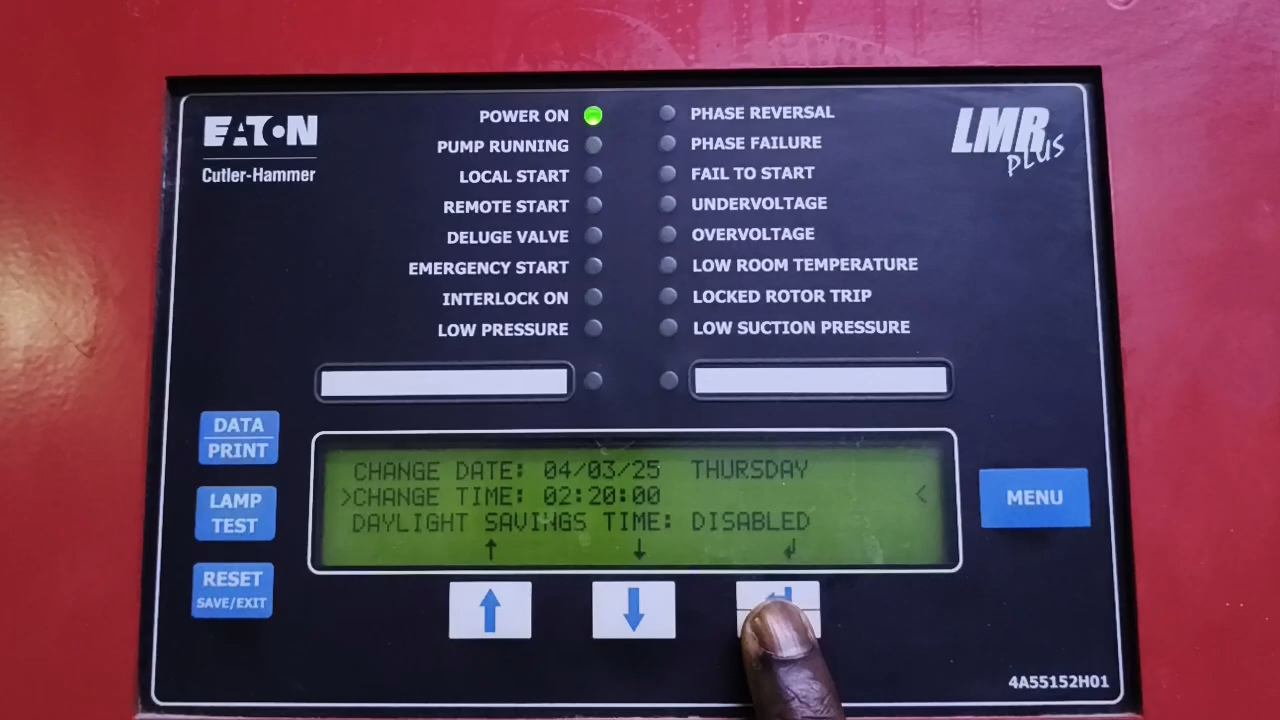 EATON
Cutler-Hammer
LMR PLUS
POWER ON
PUMP RUNNING
LOCAL START
REMOTE START
DELUGE VALVE
EMERGENCY START
INTERLOCK ON
LOW PRESSURE
PHASE REVERSAL
PHASE FAILURE
FAIL TO START
UNDERVOLTAGE
OVERVOLTAGE
LOW ROOM TEMPERATURE
LOCKED ROTOR TRIP
LOW SUCTION PRESSURE
DATA
PRINT
LAMP
TEST
RESET
SAVE/EXIT
CHANGE DATE: 04/03/25 THURSDAY
>CHANGE TIME: 02:20:00 <
DAYLIGHT SAVINGS TIME: DISABLED
↑ ↓ ↲
MENU
4A55152H01